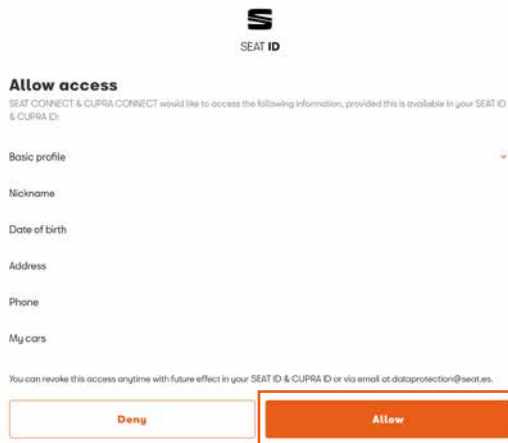 SEAT ID
Allow access
SEAT CONNECT & CUPRA CONNECT would like to access the following information, provided this is available in your SEAT ID
& CUPRA ID:
Basic profile
Nickname
Date of birth
Address
Phone
My cars
You can revoke this access anytime with future effect in your SEAT ID & CUPRA ID or via email at dataprotection@seat.es.
Deny
Allow